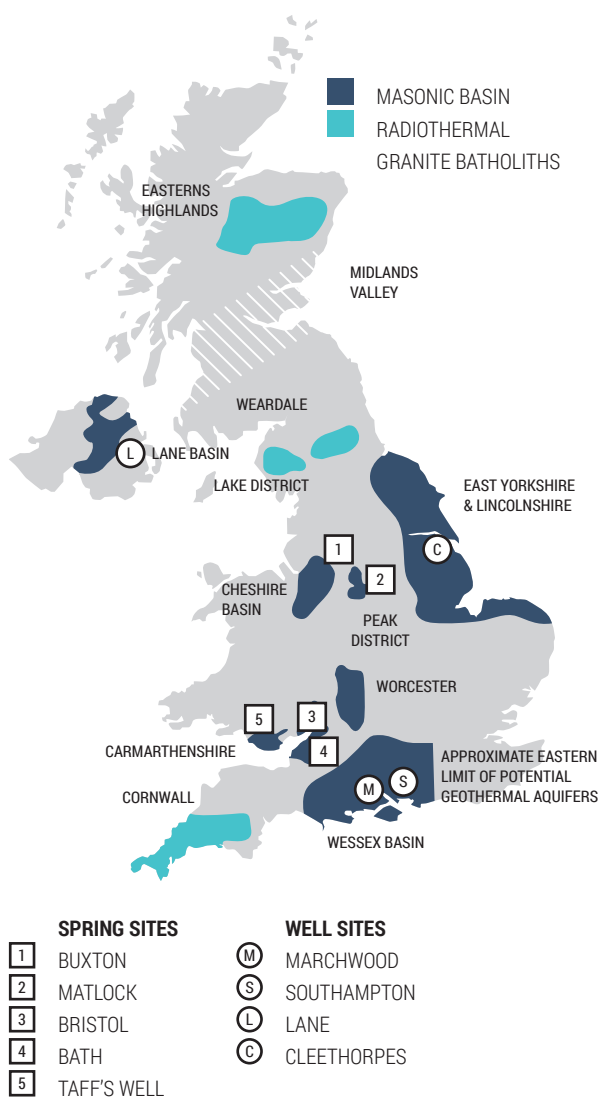 MASONIC BASIN
RADIOTHERMAL
GRANITE BATHOLITHS
EASTERNS
HIGHLANDS
MIDLANDS
VALLEY
WEARDALE
L
LANE BASIN
LAKE DISTRICT
EAST YORKSHIRE
& LINCOLNSHIRE
1
C
2
CHESHIRE
BASIN
PEAK
DISTRICT
WORCESTER
5
3
4
CARMARTHENSHIRE
APPROXIMATE EASTERN
LIMIT OF POTENTIAL
GEOTHERMAL AQUIFERS
M
S
CORNWALL
WESSEX BASIN
SPRING SITES
1 BUXTON
2 MATLOCK
3 BRISTOL
4 BATH
5 TAFF'S WELL
WELL SITES
M MARCHWOOD
S SOUTHAMPTON
L LANE
C CLEETHORPES